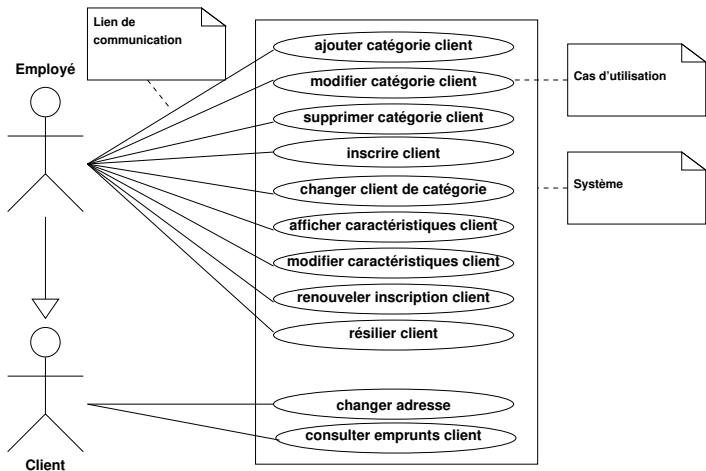 Lien de
communication
Employé
ajouter catégorie client
modifier catégorie client
supprimer catégorie client
inscrire client
changer client de catégorie
afficher caractéristiques client
modifier caractéristiques client
renouveler inscription client
résilier client
changer adresse
consulter emprunts client
Cas d'utilisation
Système
Client